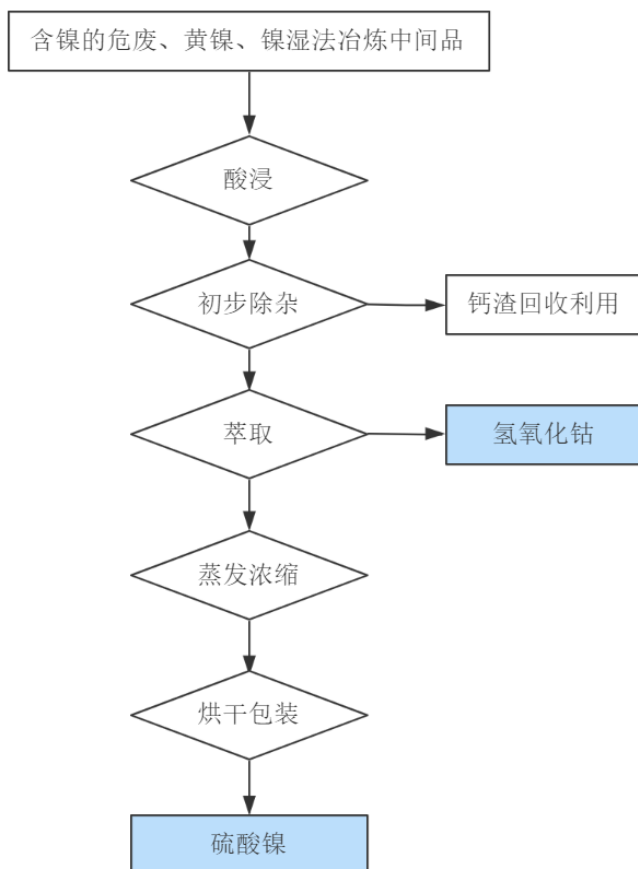 含镍的危废、黄镍、镍湿法冶炼中间品
酸浸
初步除杂
钙渣回收利用
萃取
氢氧化钴
蒸发浓缩
烘干包装
硫酸镍